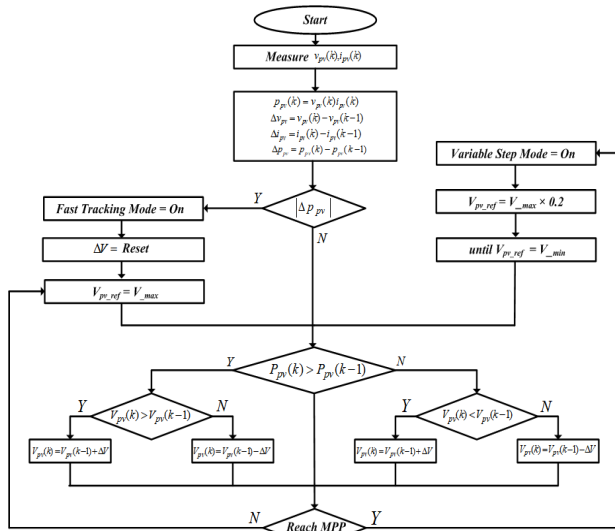 Start
Measure v_pv(k),i_pv(k)
p_pv(k) = v_pv(k)i_pv(k)
Δv_pv = v_pv(k) − v_pv(k−1)
Δi_pv = i_pv(k) − i_pv(k−1)
Δp_pv = p_pv(k) − p_pv(k−1)
Variable Step Mode = On
V_pv_ref = V_max × 0.2
until V_pv_ref = V_min
|Δp_pv|
Y
N
Fast Tracking Mode = On
ΔV = Reset
V_pv_ref = V_max
P_pv(k) > P_pv(k−1)
Y
N
V_pv(k) > V_pv(k−1)
Y
N
V_pv(k) < V_pv(k−1)
Y
N
V_pv(k) = V_pv(k−1) + ΔV
V_pv(k) = V_pv(k−1) − ΔV
V_pv(k) = V_pv(k−1) + ΔV
V_pv(k) = V_pv(k−1) − ΔV
N
Reach MPP
Y